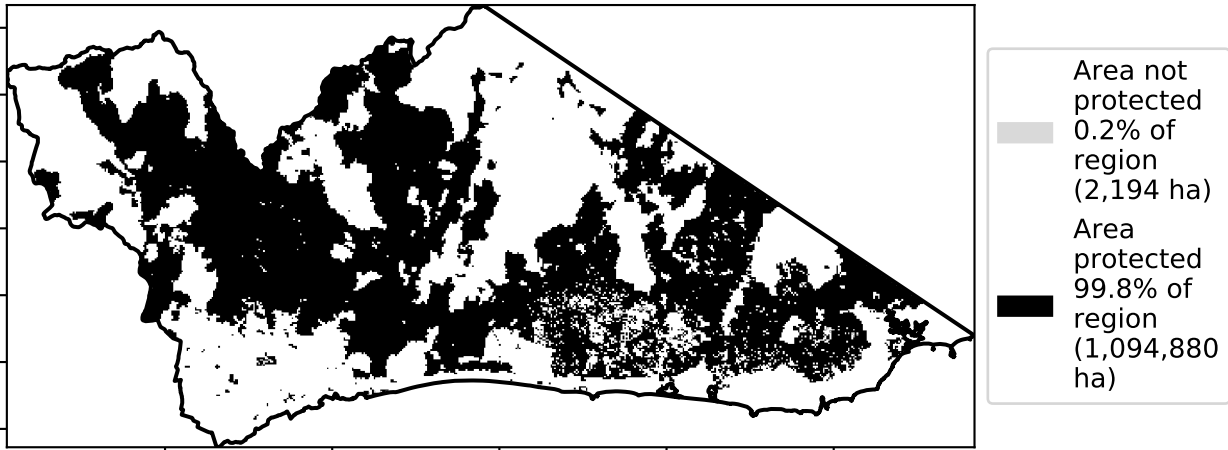 Area not
protected
0.2% of
region
(2,194 ha)
Area
protected
99.8% of
region
(1,094,880
ha)